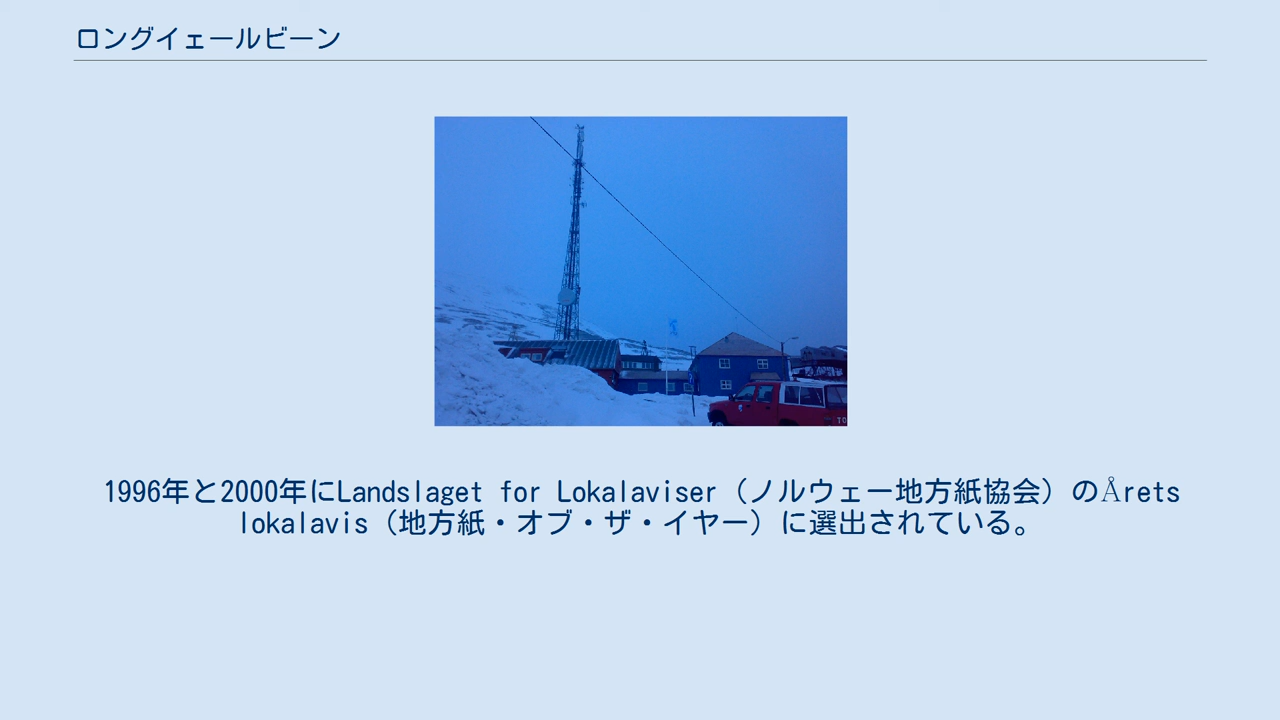 ロングイェールビーン
1996年と2000年にLandslaget for Lokalaviser（ノルウェー地方紙協会）のÅrets
lokalavis（地方紙・オブ・ザ・イヤー）に選出されている。